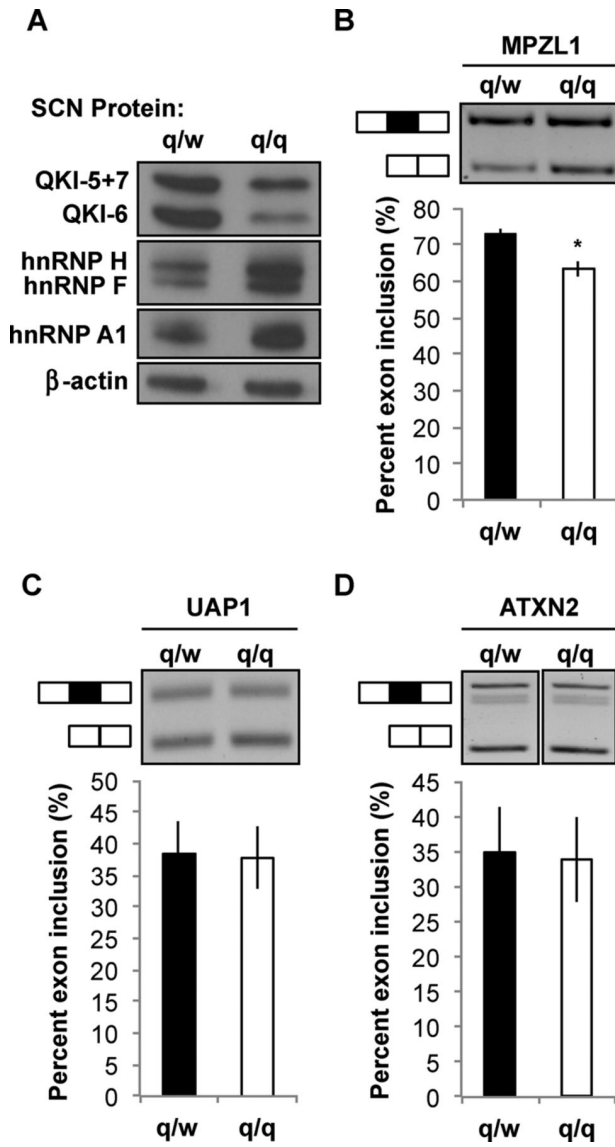 A
SCN Protein:
q/w q/q
QKI-5+7
QKI-6
hnRNP H
hnRNP F
hnRNP A1
β-actin
B
MPZL1
q/w q/q
Percent exon inclusion (%)
80
70
60
50
40
30
20
10
0
*
q/w q/q
C
UAP1
q/w q/q
Percent exon inclusion (%)
50
45
40
35
30
25
20
15
10
5
0
q/w q/q
D
ATXN2
q/w q/q
Percent exon inclusion (%)
45
40
35
30
25
20
15
10
5
0
q/w q/q